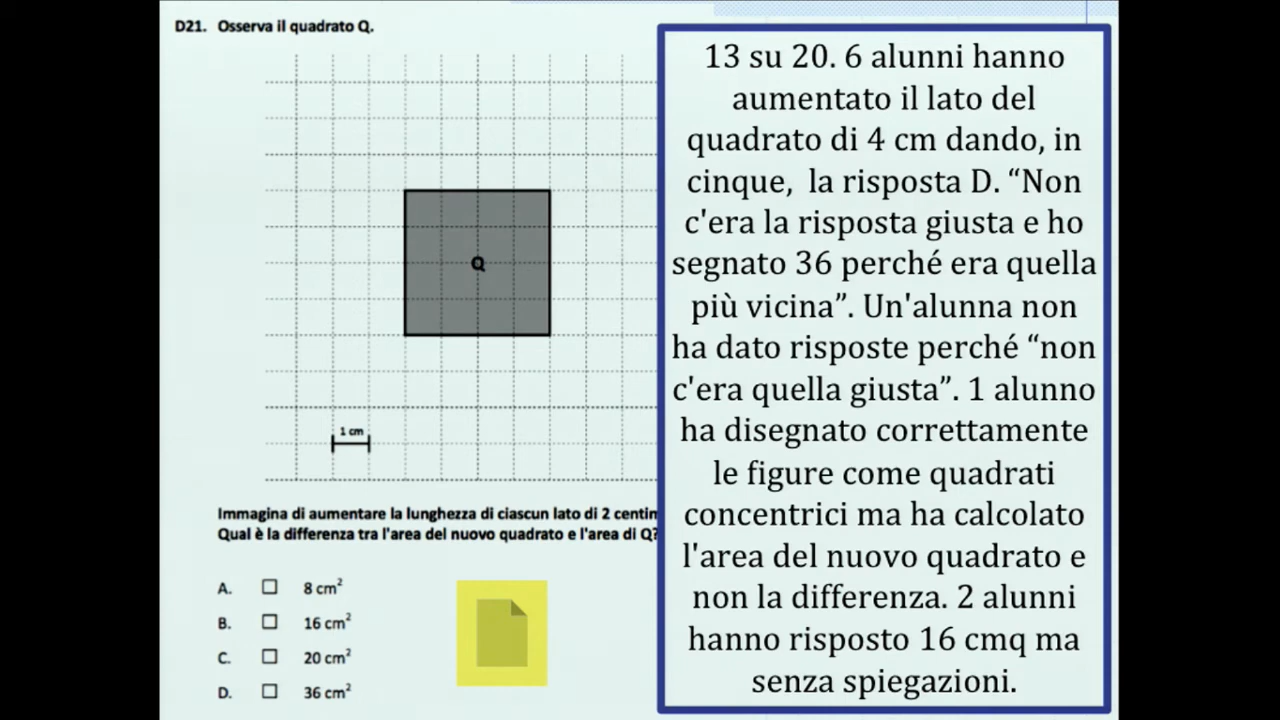 D21. Osserva il quadrato Q.
Q
1 cm
Immagina di aumentare la lunghezza di ciascun lato di 2
Qual è la differenza tra l'area del nuovo quadrato e l'area di Q?
A. 8 cm²
B. 16 cm²
C. 20 cm²
D. 36 cm²
13 su 20. 6 alunni hanno
aumentato il lato del
quadrato di 4 cm dando, in
cinque, la risposta D. “Non
c'era la risposta giusta e ho
segnato 36 perché era quella
più vicina”. Un'alunna non
ha dato risposte perché “non
c'era quella giusta”. 1 alunno
ha disegnato correttamente
le figure come quadrati
concentrici ma ha calcolato
l'area del nuovo quadrato e
non la differenza. 2 alunni
hanno risposto 16 cmq ma
senza spiegazioni.